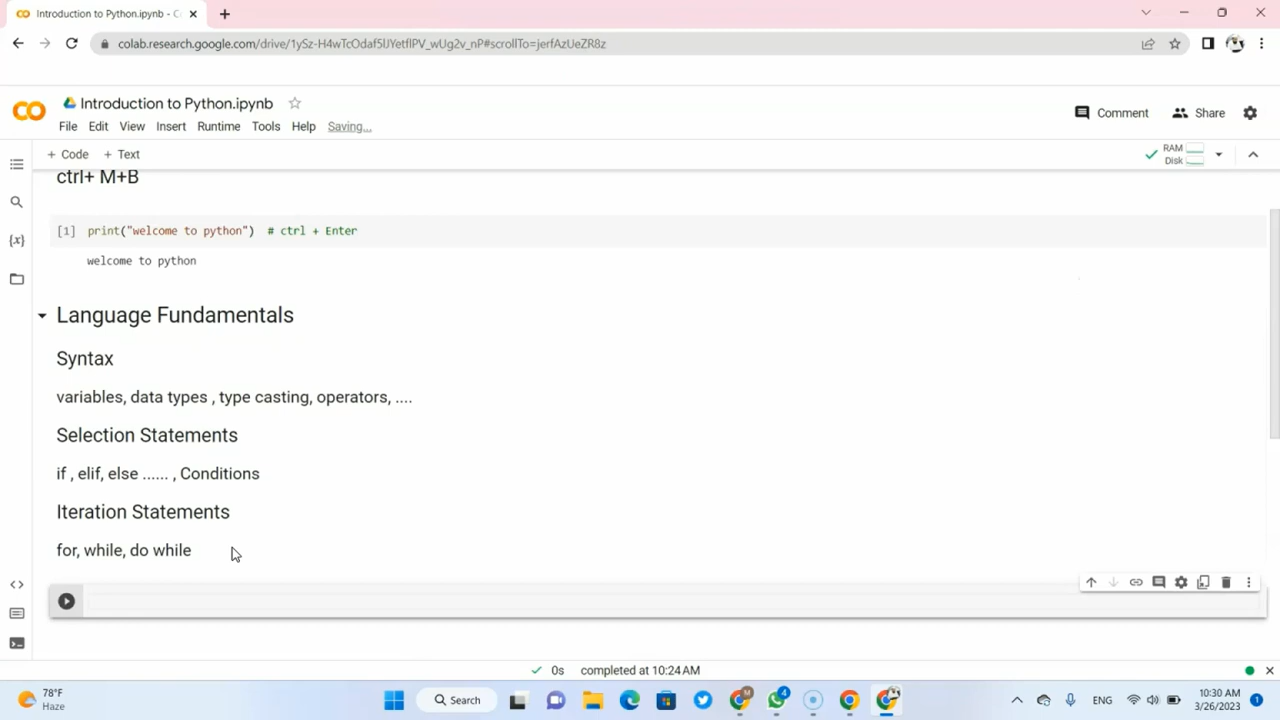 Introduction to Python.ipynb - C
colab.research.google.com/drive/1ySz-H4wTcOdaf5lJYetflPV_wUg2v_nP#scrollTo=jerfAzUeZR8z
Introduction to Python.ipynb
File Edit View Insert Runtime Tools Help Saving...
Comment Share
+ Code + Text
RAM
Disk
ctrl+ M+B
[1] print("welcome to python") # ctrl + Enter
welcome to python
Language Fundamentals
Syntax
variables, data types , type casting, operators, ....
Selection Statements
if , elif, else ...... , Conditions
Iteration Statements
for, while, do while
0s completed at 10:24 AM
78°F
Haze
Search
4
M
ENG
10:30 AM
3/26/2023
1